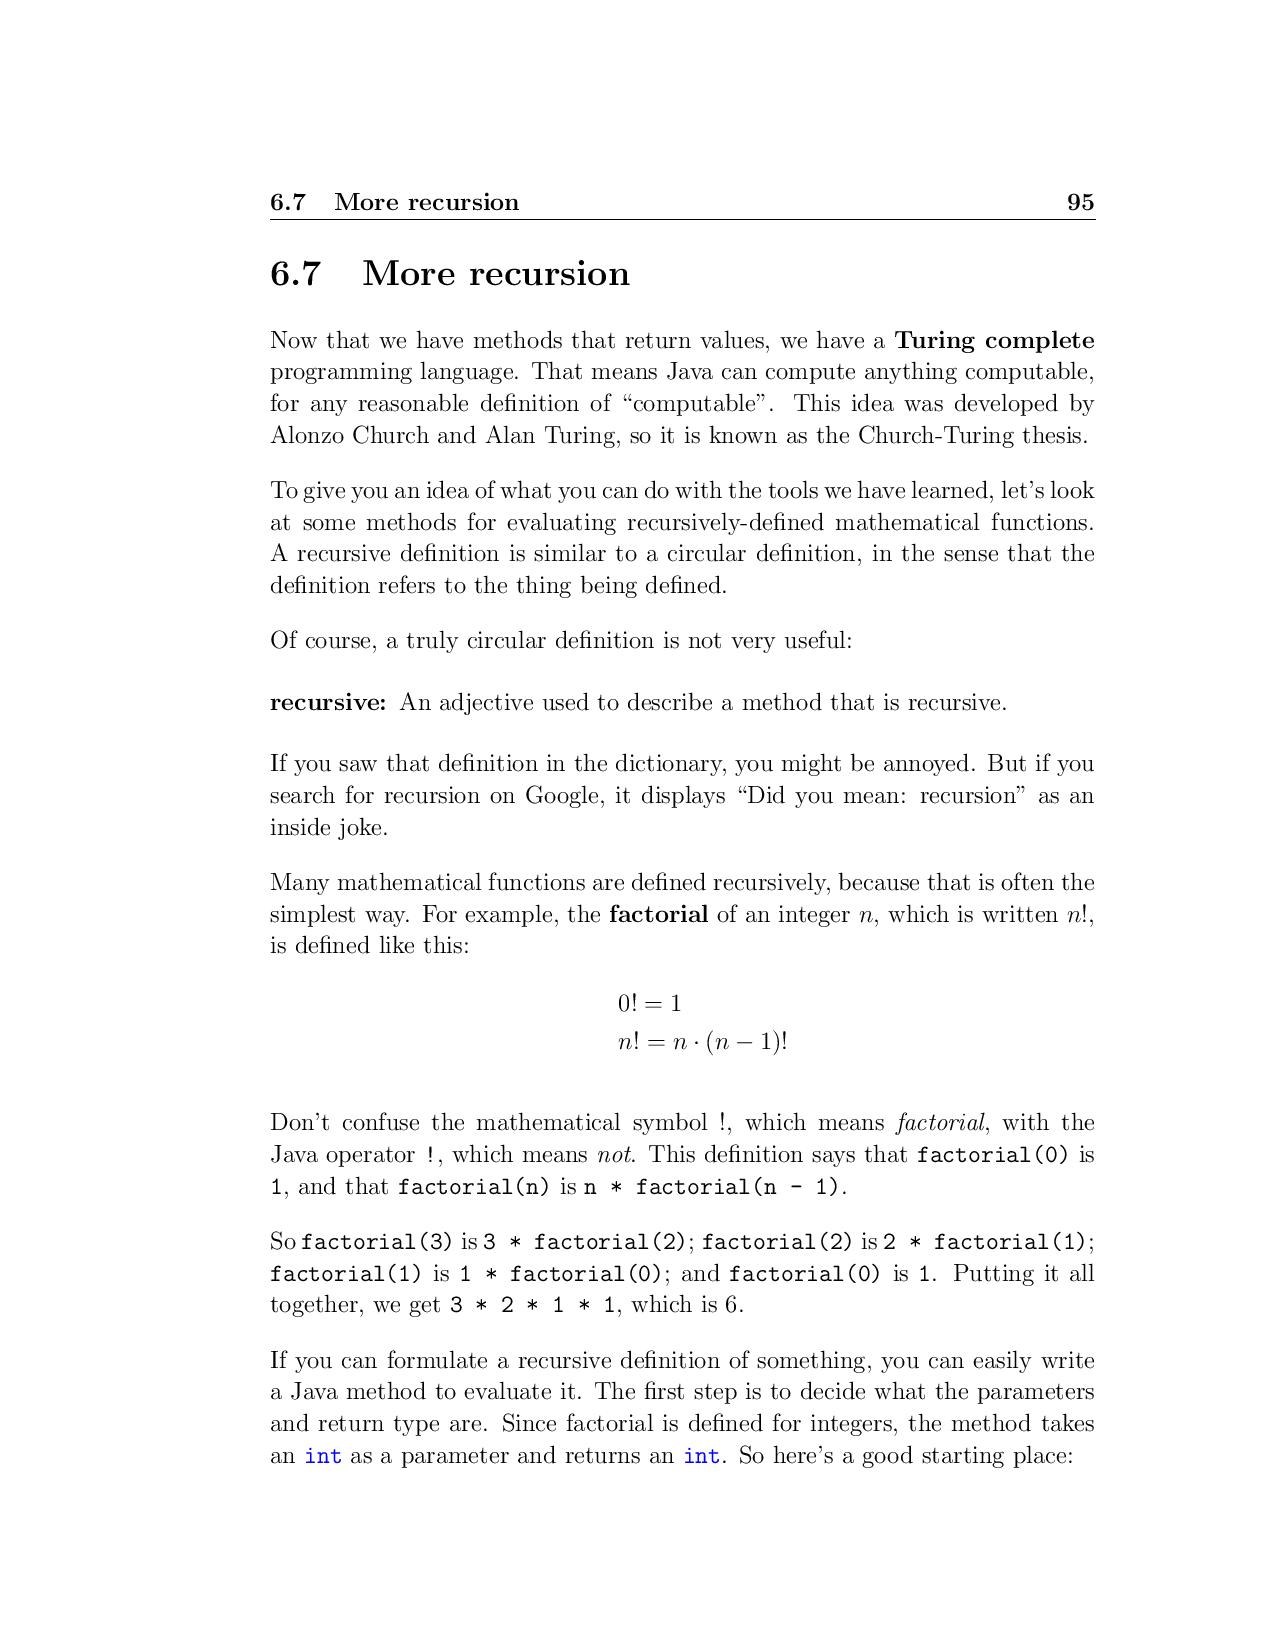 6.7 More recursion 95
6.7 More recursion
Now that we have methods that return values, we have a Turing complete
programming language. That means Java can compute anything computable,
for any reasonable definition of “computable”. This idea was developed by
Alonzo Church and Alan Turing, so it is known as the Church-Turing thesis.
To give you an idea of what you can do with the tools we have learned, let’s look
at some methods for evaluating recursively-defined mathematical functions.
A recursive definition is similar to a circular definition, in the sense that the
definition refers to the thing being defined.
Of course, a truly circular definition is not very useful:
recursive: An adjective used to describe a method that is recursive.
If you saw that definition in the dictionary, you might be annoyed. But if you
search for recursion on Google, it displays “Did you mean: recursion” as an
inside joke.
Many mathematical functions are defined recursively, because that is often the
simplest way. For example, the factorial of an integer n, which is written n!,
is defined like this:
0! = 1
n! = n · (n − 1)!
Don’t confuse the mathematical symbol !, which means factorial, with the
Java operator !, which means not. This definition says that factorial(0) is
1, and that factorial(n) is n * factorial(n - 1).
So factorial(3) is 3 * factorial(2); factorial(2) is 2 * factorial(1);
factorial(1) is 1 * factorial(0); and factorial(0) is 1. Putting it all
together, we get 3 * 2 * 1 * 1, which is 6.
If you can formulate a recursive definition of something, you can easily write
a Java method to evaluate it. The first step is to decide what the parameters
and return type are. Since factorial is defined for integers, the method takes
an int as a parameter and returns an int. So here’s a good starting place: